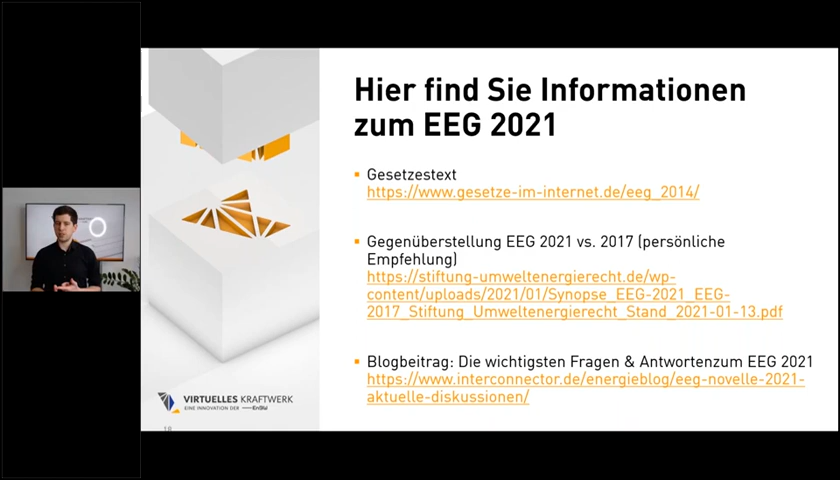 Hier find Sie Informationen
zum EEG 2021
Gesetzestext
https://www.gesetze-im-internet.de/eeg_2014/
Gegenüberstellung EEG 2021 vs. 2017 (persönliche
Empfehlung)
https://stiftung-umweltenergierecht.de/wp-
content/uploads/2021/01/Synopse_EEG-2021_EEG-
2017_Stiftung_Umweltenergierecht_Stand_2021-01-13.pdf
Blogbeitrag: Die wichtigsten Fragen & Antwortenzum EEG 2021
https://www.interconnector.de/energieblog/eeg-novelle-2021-
aktuelle-diskussionen/
VIRTUELLES KRAFTWERK
EINE INNOVATION DER EnBW